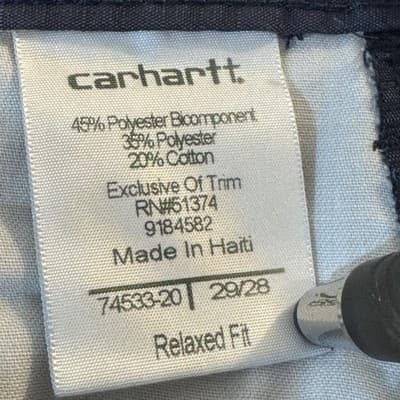 carhartt.
45% Polyester Bicomponent
35% Polyester
20% Cotton
Exclusive Of Trim
RN#51374
9184582
Made In Haiti
74533-20 | 29/28
Relaxed Fit